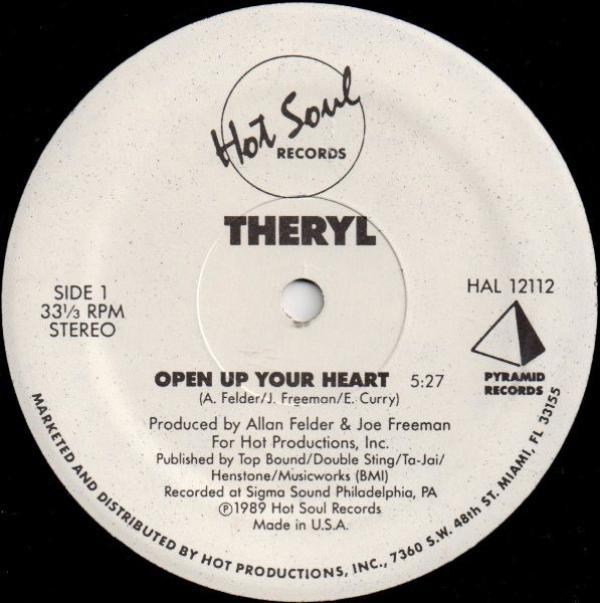 Hot Soul
RECORDS
THERYL
SIDE 1
33⅓ RPM
STEREO
HAL 12112
PYRAMID
RECORDS
OPEN UP YOUR HEART 5:27
(A. Felder/J. Freeman/E. Curry)
Produced by Allan Felder & Joe Freeman
For Hot Productions, Inc.
Published by Top Bound/Double Sting/Ta-Jai/
Henstone/Musicworks (BMI)
Recorded at Sigma Sound Philadelphia, PA
℗1989 Hot Soul Records
Made in U.S.A.
MARKETED AND DISTRIBUTED BY HOT PRODUCTIONS, INC., 7360 S.W. 48th ST. MIAMI, FL 33155